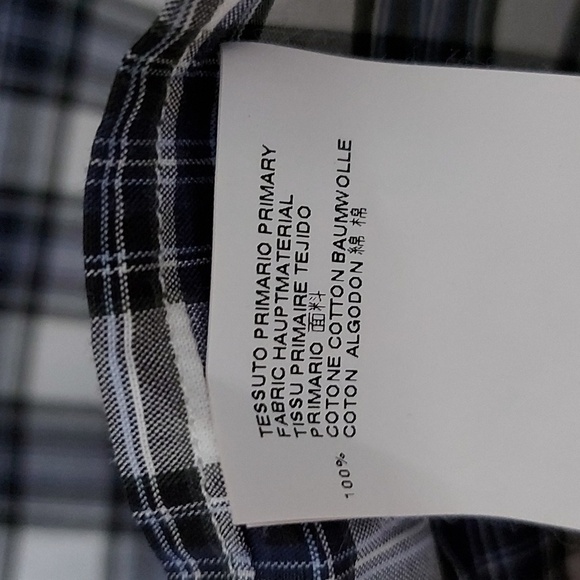 TESSUTO PRIMARIO PRIMARY
FABRIC HAUPTMATERIAL
TISSU PRIMAIRE TEJIDO
PRIMARIO 面料
COTONE COTTON BAUMWOLLE
100% COTON ALGODON 綿 棉